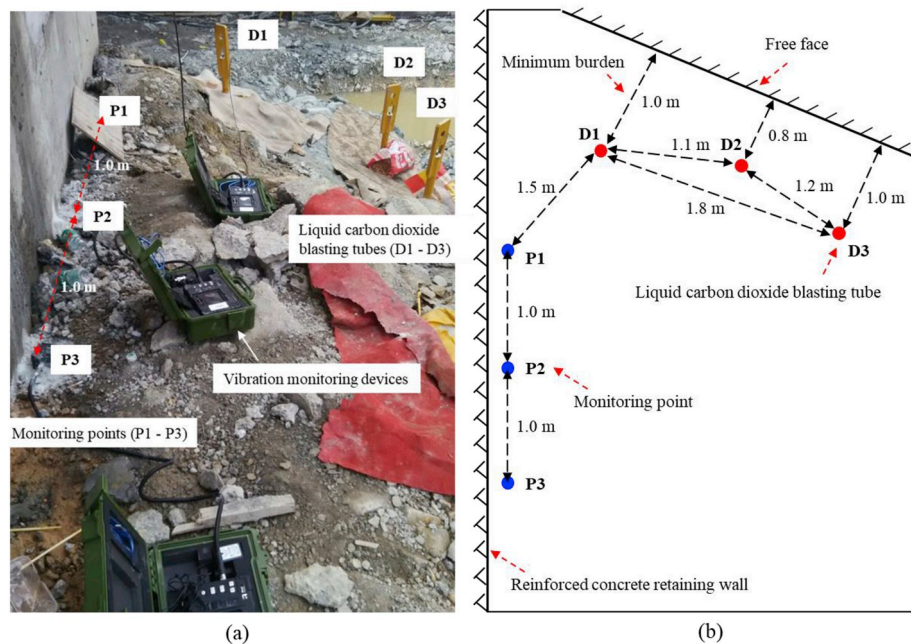 D1
D2
D3
P1
1.0 m
P2
1.0 m
P3
Liquid carbon dioxide
blasting tubes (D1 - D3)
Vibration monitoring devices
Monitoring points (P1 - P3)
(a)
Free face
Minimum burden
1.0 m
0.8 m
D1
D2
1.1 m
1.5 m
1.2 m
1.0 m
1.8 m
D3
P1
Liquid carbon dioxide blasting tube
1.0 m
P2
Monitoring point
1.0 m
P3
Reinforced concrete retaining wall
(b)